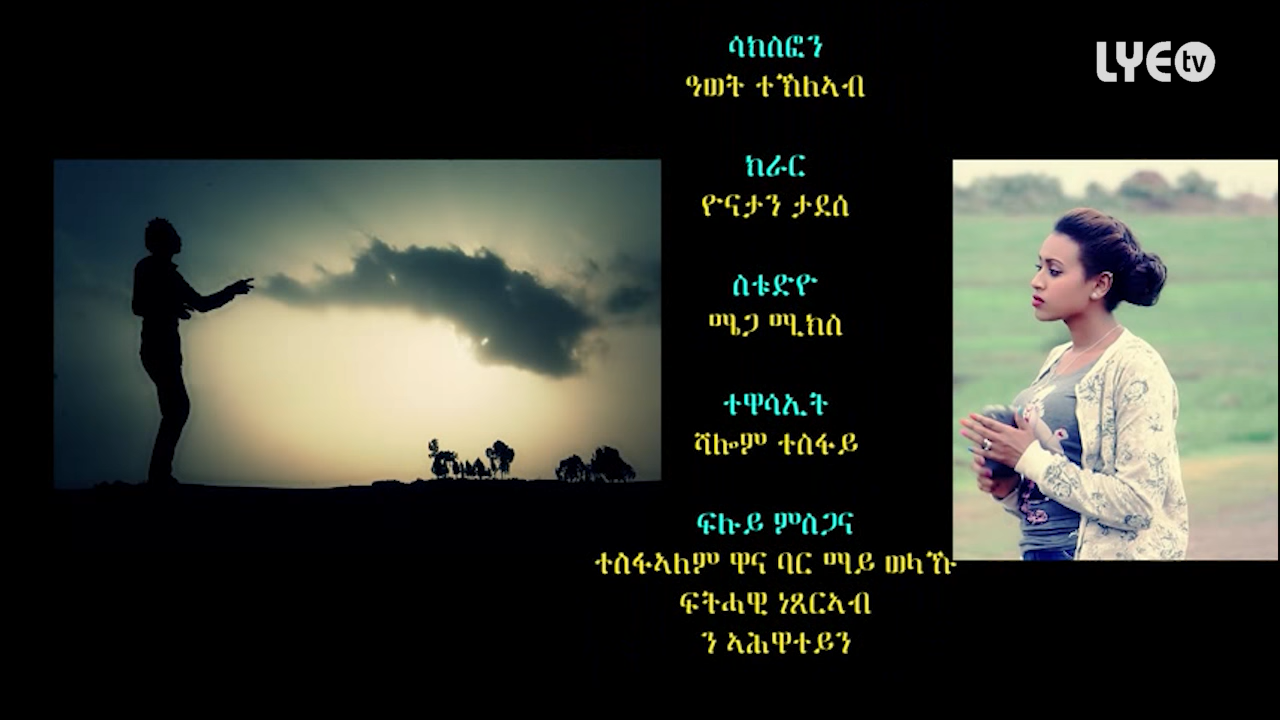 LYE tv
ሳክስፎን
ዓወት ተኸለኣብ
ክራር
ዮናታን ታደሰ
ስቱድዮ
ሜጋ ሚክስ
ተዋሳኢት
ሻሎም ተስፋይ
ፍሉይ ምስጋና
ተስፋኣለም ዋና ባር ማይ ወላኹ
ፍትሓዊ ነጸርኣብ
ን ኣሕዋተይን